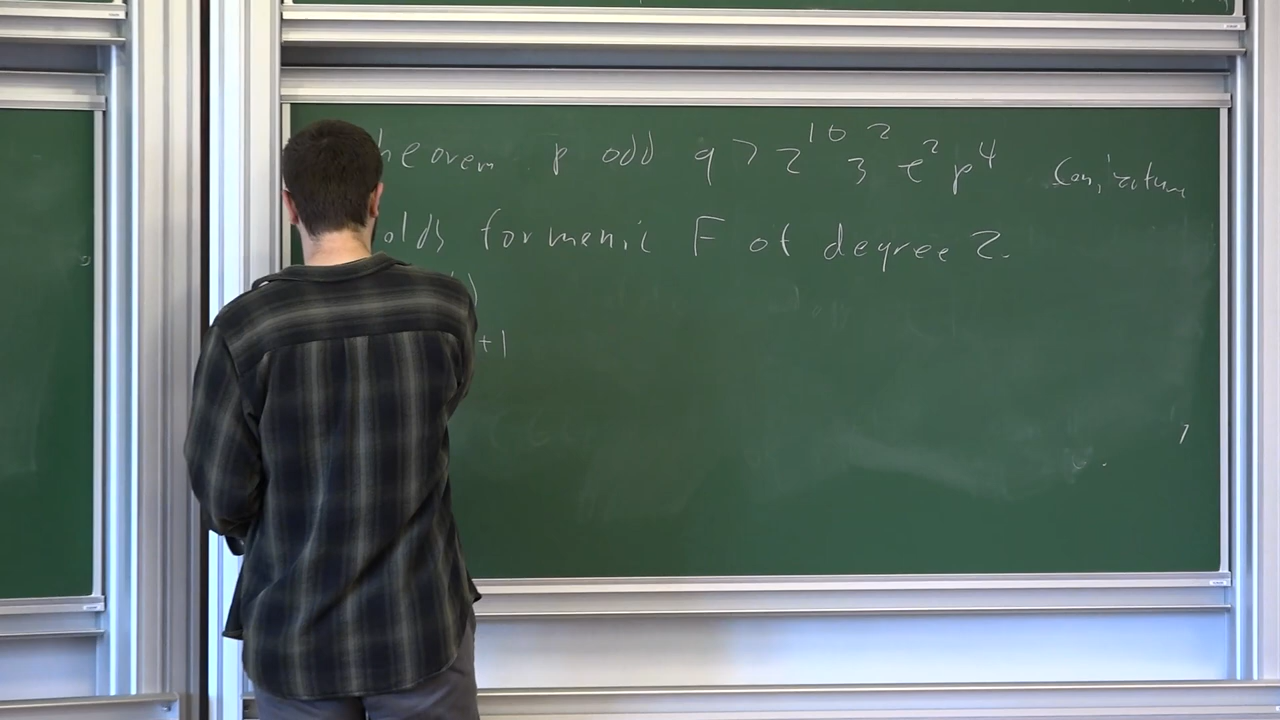 heorem p odd q > 2^10 3^2 e^2 p^4 Conjecture
olds for monic F of degree 2.
)
+1